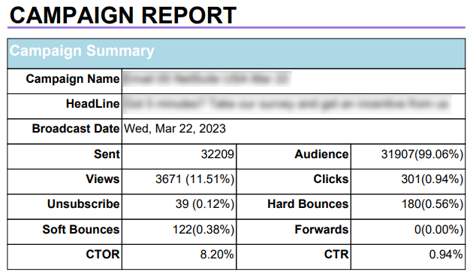 CAMPAIGN REPORT
Campaign Summary
Campaign Name
HeadLine
Broadcast Date Wed, Mar 22, 2023
Sent 32209 Audience 31907(99.06%)
Views 3671 (11.51%) Clicks 301(0.94%)
Unsubscribe 39 (0.12%) Hard Bounces 180(0.56%)
Soft Bounces 122(0.38%) Forwards 0(0.00%)
CTOR 8.20% CTR 0.94%